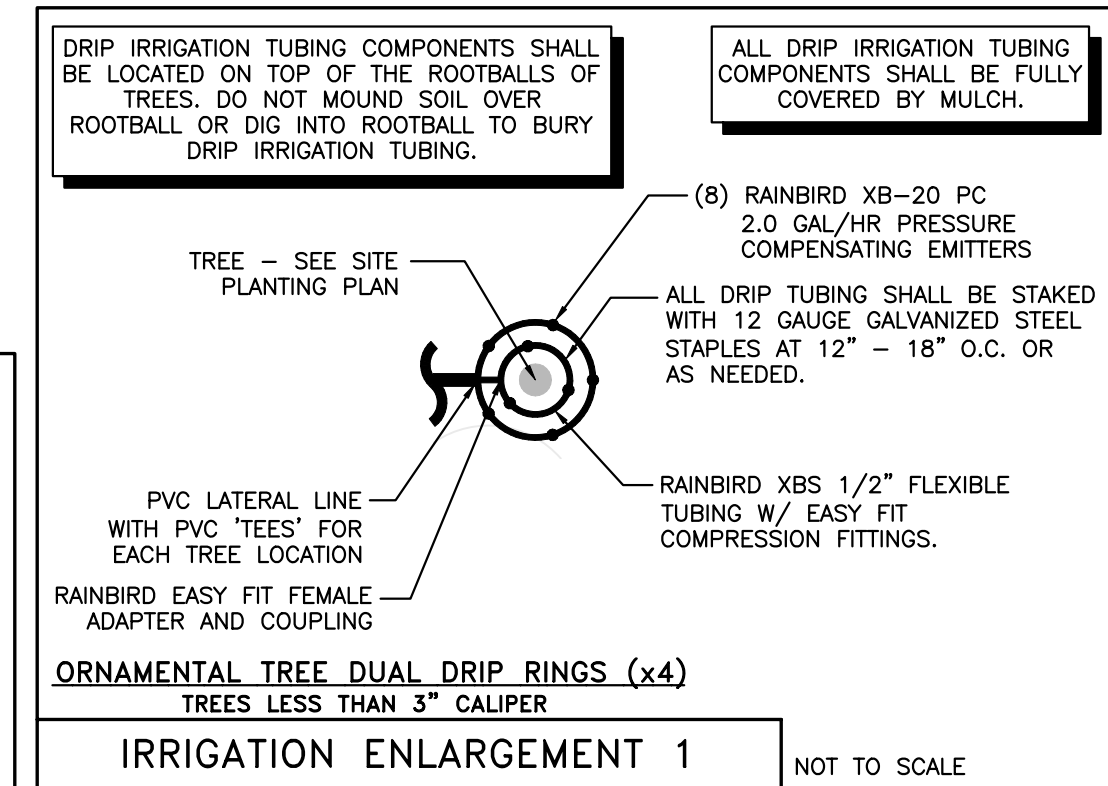 DRIP IRRIGATION TUBING COMPONENTS SHALL
BE LOCATED ON TOP OF THE ROOTBALLS OF
TREES. DO NOT MOUND SOIL OVER
ROOTBALL OR DIG INTO ROOTBALL TO BURY
DRIP IRRIGATION TUBING.
ALL DRIP IRRIGATION TUBING
COMPONENTS SHALL BE FULLY
COVERED BY MULCH.
(8) RAINBIRD XB-20 PC
2.0 GAL/HR PRESSURE
COMPENSATING EMITTERS
TREE - SEE SITE
PLANTING PLAN
ALL DRIP TUBING SHALL BE STAKED
WITH 12 GAUGE GALVANIZED STEEL
STAPLES AT 12" - 18" O.C. OR
AS NEEDED.
PVC LATERAL LINE
WITH PVC 'TEES' FOR
EACH TREE LOCATION
RAINBIRD XBS 1/2" FLEXIBLE
TUBING W/ EASY FIT
COMPRESSION FITTINGS.
RAINBIRD EASY FIT FEMALE
ADAPTER AND COUPLING
ORNAMENTAL TREE DUAL DRIP RINGS (x4)
TREES LESS THAN 3" CALIPER
IRRIGATION ENLARGEMENT 1
NOT TO SCALE